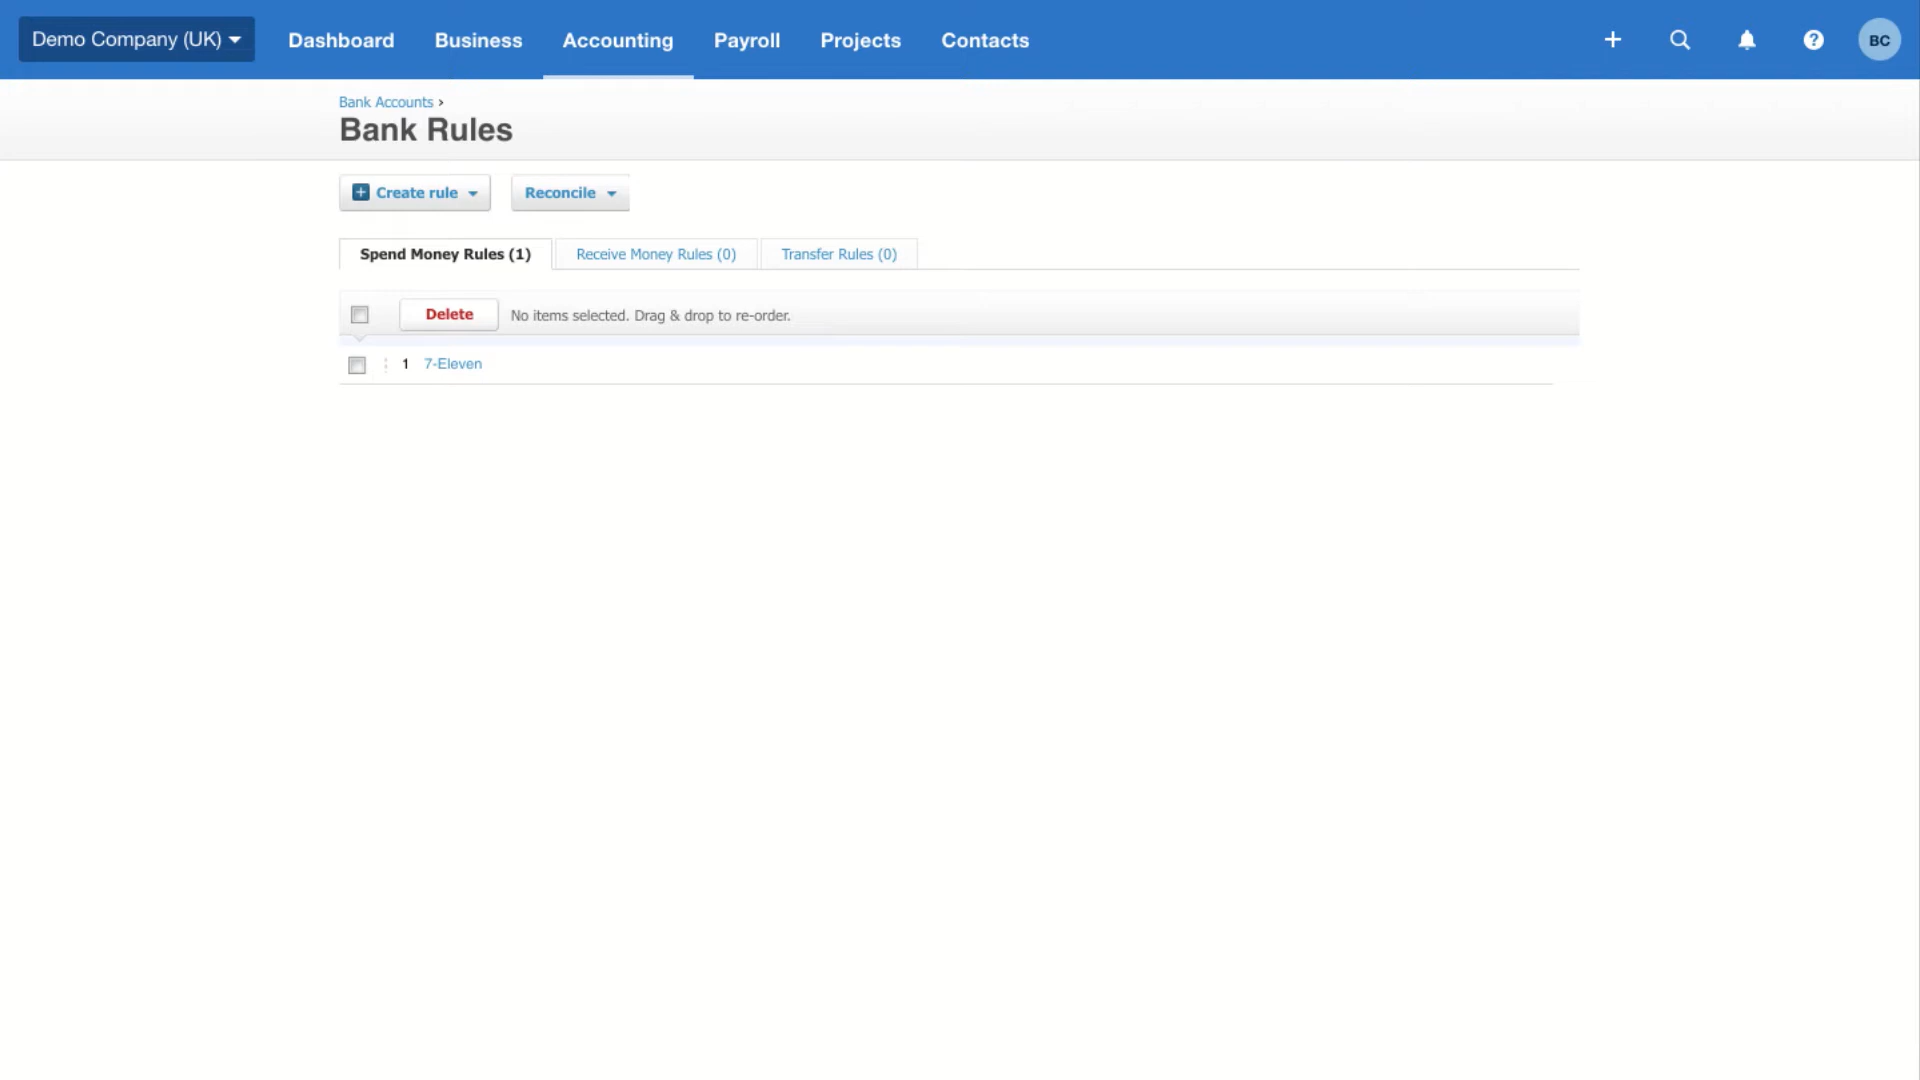 Demo Company (UK) Dashboard Business Accounting Payroll Projects Contacts BC
Bank Accounts ›
Bank Rules
Create rule Reconcile
Spend Money Rules (1) Receive Money Rules (0) Transfer Rules (0)
Delete No items selected. Drag & drop to re-order.
1 7-Eleven